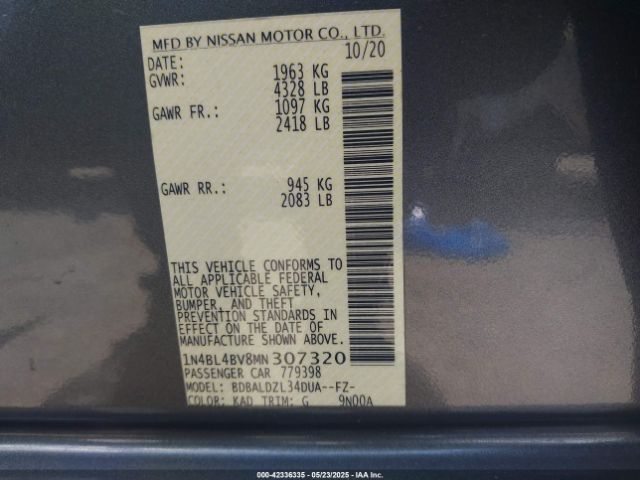 MFD BY NISSAN MOTOR CO., LTD.
DATE: 10/20
GVWR: 1963 KG
4328 LB
GAWR FR.: 1097 KG
2418 LB
GAWR RR.: 945 KG
2083 LB
THIS VEHICLE CONFORMS TO
ALL APPLICABLE FEDERAL
MOTOR VEHICLE SAFETY,
BUMPER, AND THEFT
PREVENTION STANDARDS IN
EFFECT ON THE DATE OF
MANUFACTURE SHOWN ABOVE.
1N4BL4BV8MN307320
PASSENGER CAR 779398
MODEL: BDBALDZL34DUA--FZ-
COLOR: KAD TRIM: G 9N00A
000-42336335 - 05/23/2025 - IAA Inc.